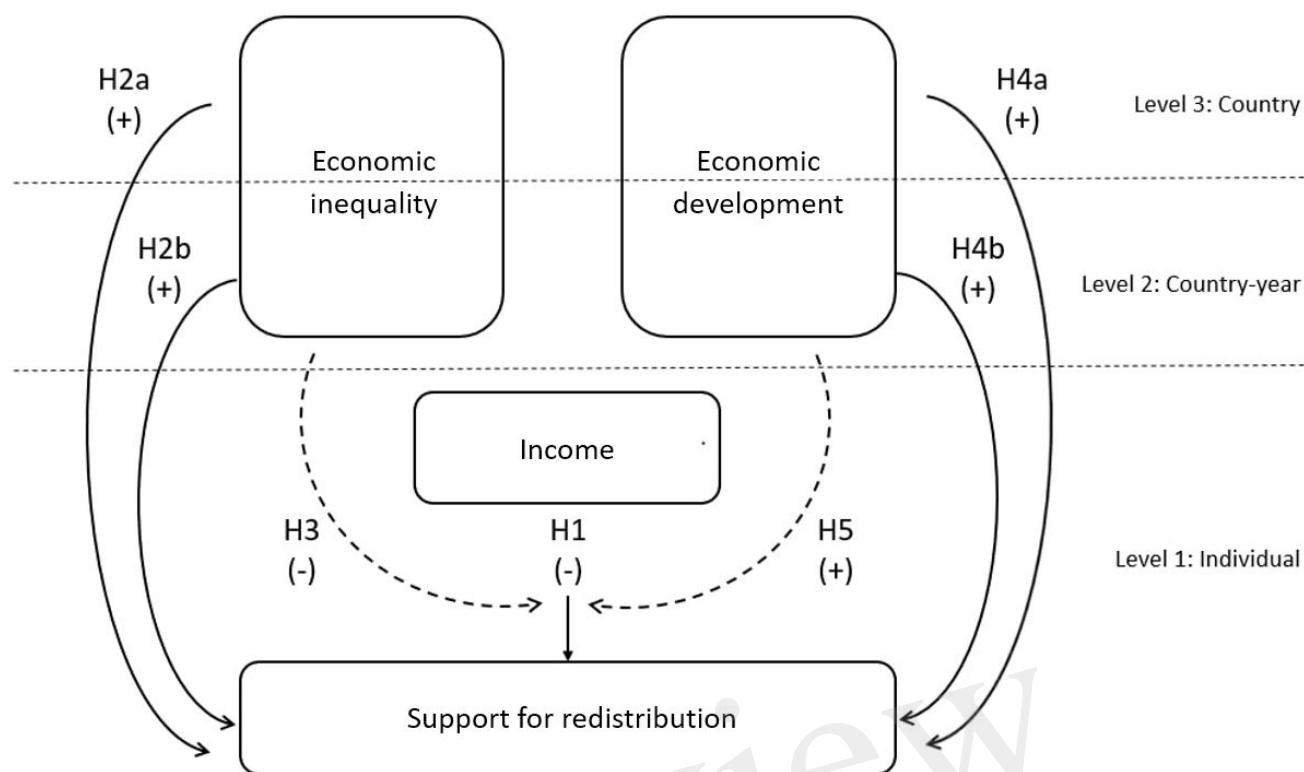 H2a
(+)
H4a
(+)
Level 3: Country
Economic
inequality
Economic
development
H2b
(+)
H4b
(+)
Level 2: Country-year
Income
H3
(-)
H1
(-)
H5
(+)
Level 1: Individual
Support for redistribution
view